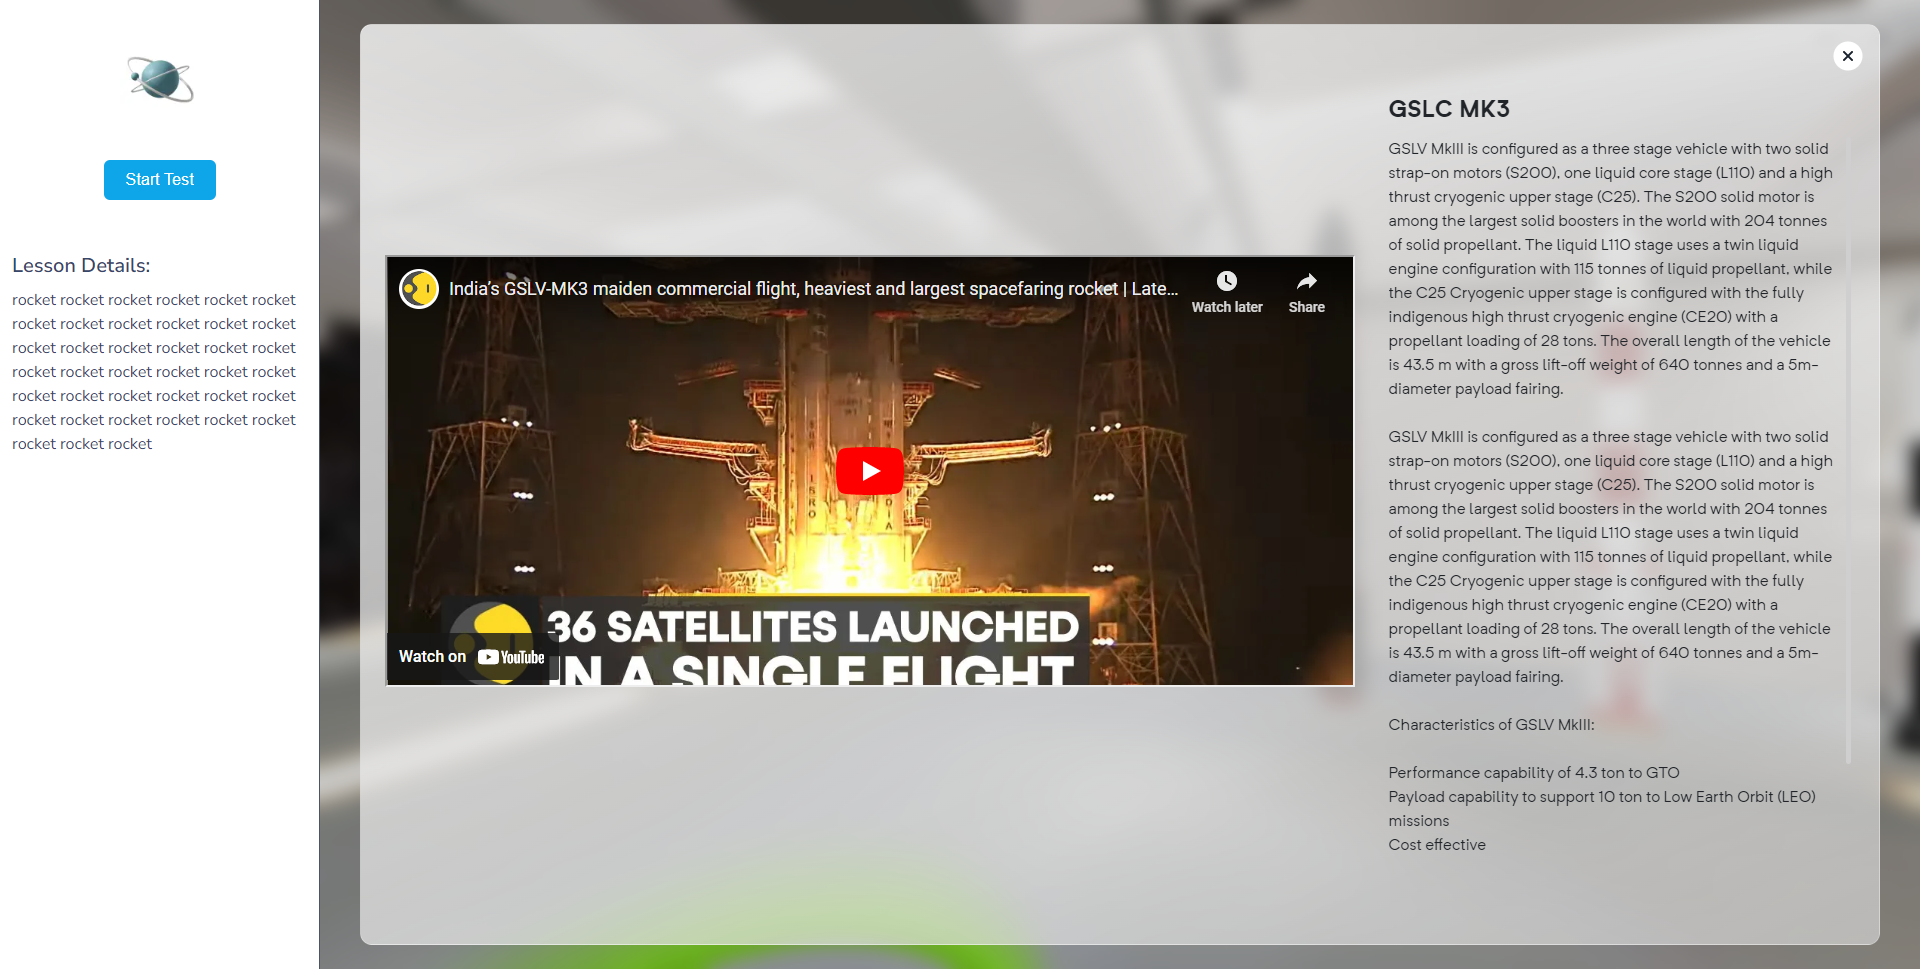 Start Test
Lesson Details:
rocket rocket rocket rocket rocket rocket
rocket rocket rocket rocket rocket rocket
rocket rocket rocket rocket rocket rocket
rocket rocket rocket rocket rocket rocket
rocket rocket rocket rocket rocket rocket
rocket rocket rocket rocket rocket rocket
rocket rocket rocket
India's GSLV-MK3 maiden commercial flight, heaviest and largest spacefaring rocket | Late...
Watch later
Share
ISRO
36 SATELLITES LAUNCHED
IN A SINGLE FLIGHT
Watch on YouTube
GSLC MK3
GSLV MkIII is configured as a three stage vehicle with two solid
strap-on motors (S200), one liquid core stage (L110) and a high
thrust cryogenic upper stage (C25). The S200 solid motor is
among the largest solid boosters in the world with 204 tonnes
of solid propellant. The liquid L110 stage uses a twin liquid
engine configuration with 115 tonnes of liquid propellant, while
the C25 Cryogenic upper stage is configured with the fully
indigenous high thrust cryogenic engine (CE20) with a
propellant loading of 28 tons. The overall length of the vehicle
is 43.5 m with a gross lift-off weight of 640 tonnes and a 5m-
diameter payload fairing.
GSLV MkIII is configured as a three stage vehicle with two solid
strap-on motors (S200), one liquid core stage (L110) and a high
thrust cryogenic upper stage (C25). The S200 solid motor is
among the largest solid boosters in the world with 204 tonnes
of solid propellant. The liquid L110 stage uses a twin liquid
engine configuration with 115 tonnes of liquid propellant, while
the C25 Cryogenic upper stage is configured with the fully
indigenous high thrust cryogenic engine (CE20) with a
propellant loading of 28 tons. The overall length of the vehicle
is 43.5 m with a gross lift-off weight of 640 tonnes and a 5m-
diameter payload fairing.
Characteristics of GSLV MkIII:
Performance capability of 4.3 ton to GTO
Payload capability to support 10 ton to Low Earth Orbit (LEO)
missions
Cost effective